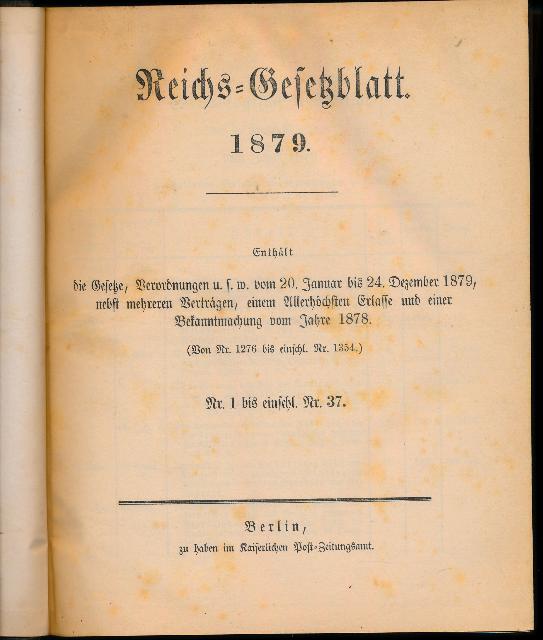 Reichs-Gesetzblatt.
1879.
Enthält
die Gesetze, Verordnungen u. s. w. vom 20. Januar bis 24. Dezember 1879,
nebst mehreren Verträgen, einem Allerhöchsten Erlasse und einer
Bekanntmachung vom Jahre 1878.
(Von Nr. 1276 bis einschl. Nr. 1354.)
Nr. 1 bis einschl. Nr. 37.
Berlin,
zu haben im Kaiserlichen Post-Zeitungsamt.